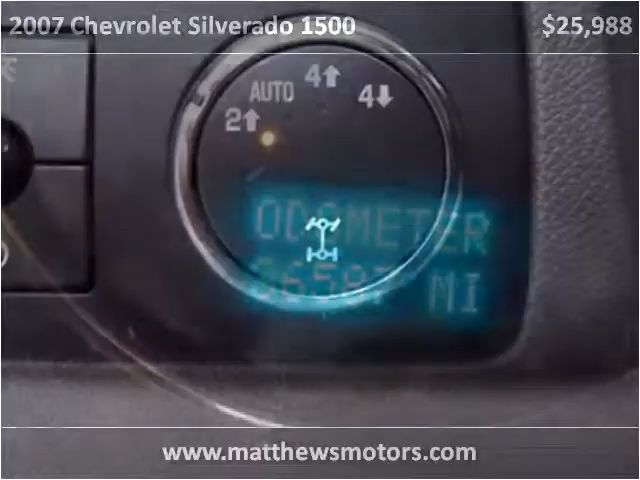 2007 Chevrolet Silverado 1500 $25,988
4⬆
AUTO 4⬇
2⬆
ODOMETER
MI
www.matthewsmotors.com